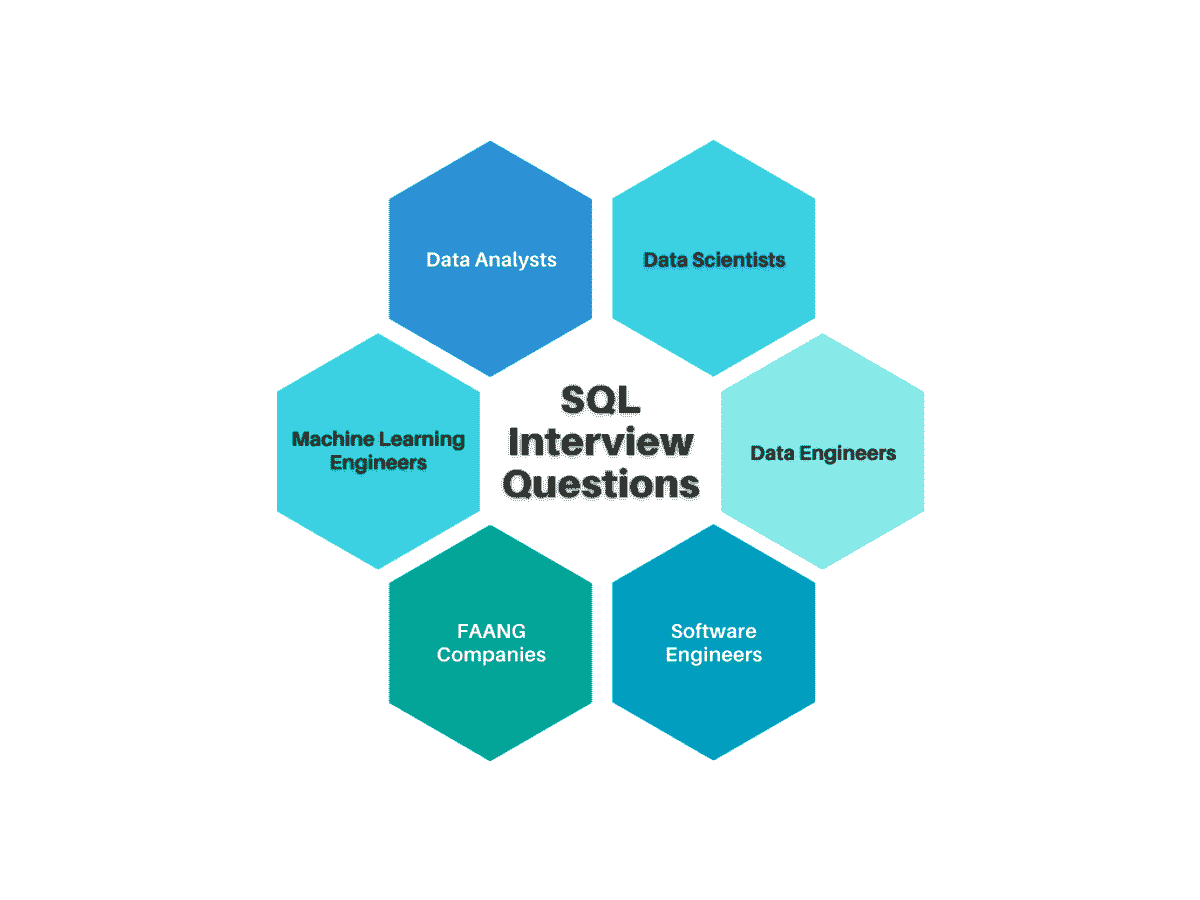 Data Analysts
Data Scientists
SQL
Interview
Questions
Machine Learning
Engineers
Data Engineers
FAANG
Companies
Software
Engineers